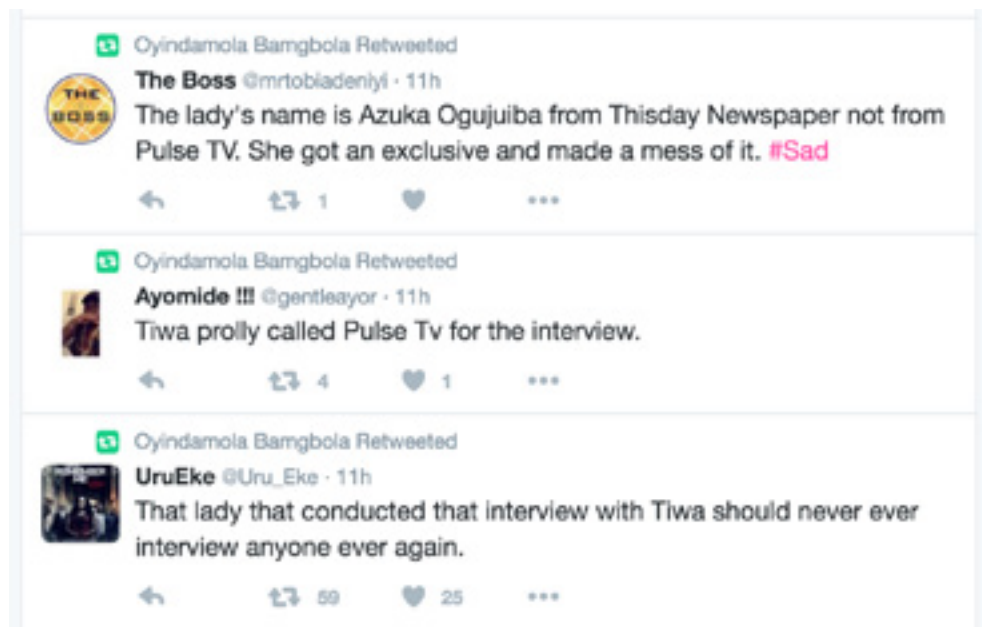 Oyindamola Bamgbola Retweeted
The Boss @mrtobiadeniyi · 11h
THE
BOSS
The lady's name is Azuka Ogujuiba from Thisday Newspaper not from
Pulse TV. She got an exclusive and made a mess of it. #Sad
1
Oyindamola Bamgbola Retweeted
Ayomide !!! @gentleayor · 11h
Tiwa prolly called Pulse Tv for the interview.
4 1
Oyindamola Bamgbola Retweeted
UruEke @Uru_Eke · 11h
That lady that conducted that interview with Tiwa should never ever
interview anyone ever again.
59 25